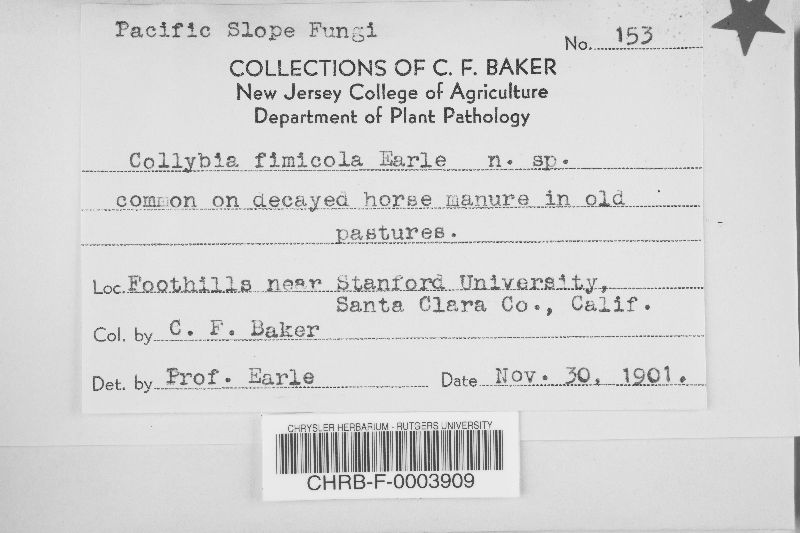 Pacific Slope Fungi
No. 153
COLLECTIONS OF C. F. BAKER
New Jersey College of Agriculture
Department of Plant Pathology
Collybia fimicola Earle n. sp.
common on decayed horse manure in old
pastures.
Loc. Foothills near Stanford University,
Santa Clara Co., Calif.
Col. by C. F. Baker
Det. by Prof. Earle Date Nov. 30, 1901.
CHRYSLER HERBARIUM - RUTGERS UNIVERSITY
CHRB-F-0003909